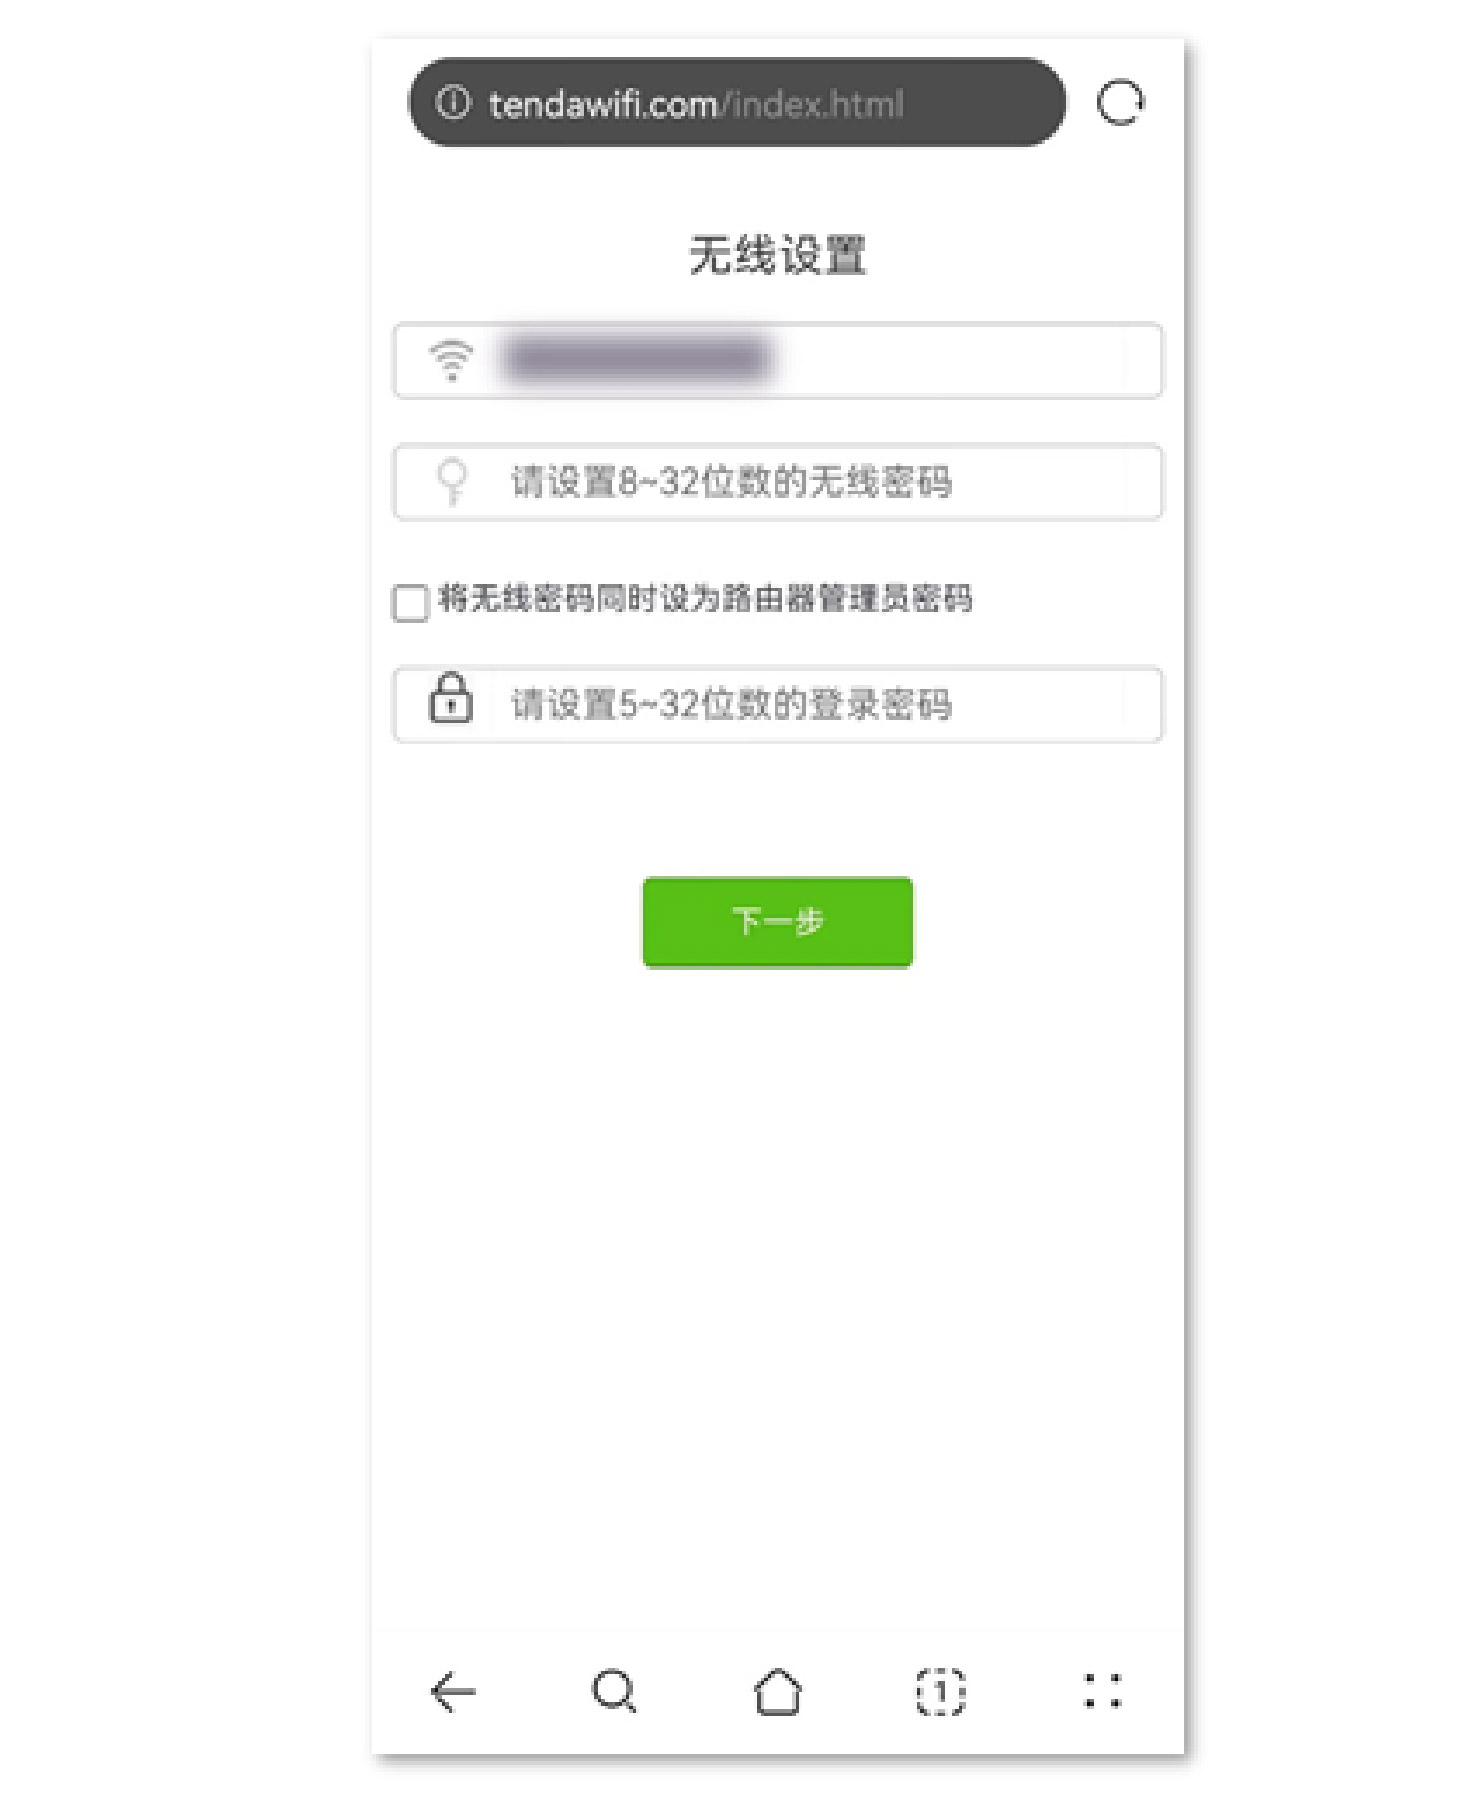 tendawifi.com/index.html
无线设置
请设置8~32位数的无线密码
将无线密码同时设为路由器管理员密码
请设置5~32位数的登录密码
下一步
1